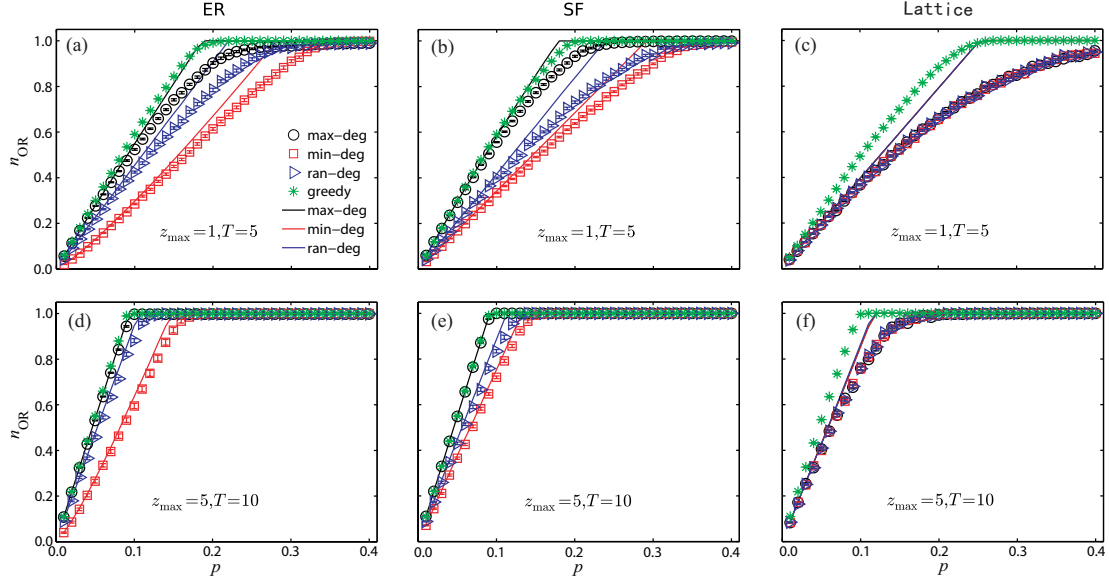 ER
SF
Lattice
(a)
(b)
(c)
1.0
0.8
0.6
0.4
0.2
0.0
n_OR
max-deg
min-deg
ran-deg
greedy
max-deg
min-deg
ran-deg
z_max=1,T=5
z_max=1,T=5
z_max=1,T=5
(d)
(e)
(f)
1.0
0.8
0.6
0.4
0.2
0.0
n_OR
z_max=5,T=10
z_max=5,T=10
z_max=5,T=10
0.0 0.1 0.2 0.3 0.4
0.0 0.1 0.2 0.3 0.4
0.0 0.1 0.2 0.3 0.4
p
p
p